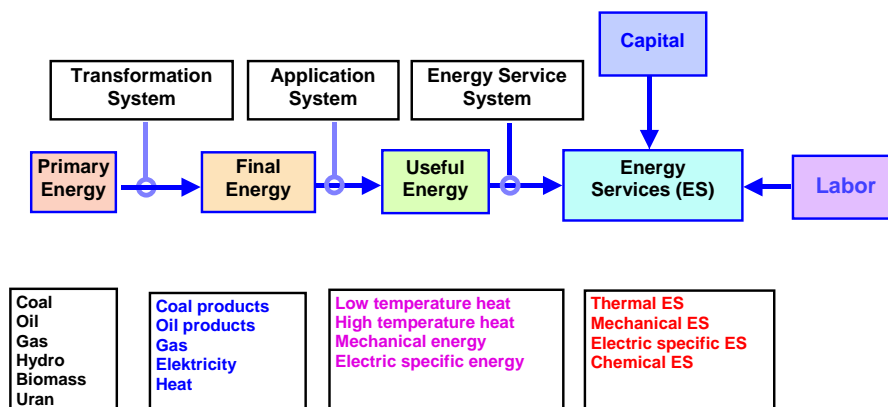 Capital
Transformation
System
Application
System
Energy Service
System
Primary
Energy
Final
Energy
Useful
Energy
Energy
Services (ES)
Labor
Coal
Oil
Gas
Hydro
Biomass
Uran
Coal products
Oil products
Gas
Elektricity
Heat
Low temperature heat
High temperature heat
Mechanical energy
Electric specific energy
Thermal ES
Mechanical ES
Electric specific ES
Chemical ES